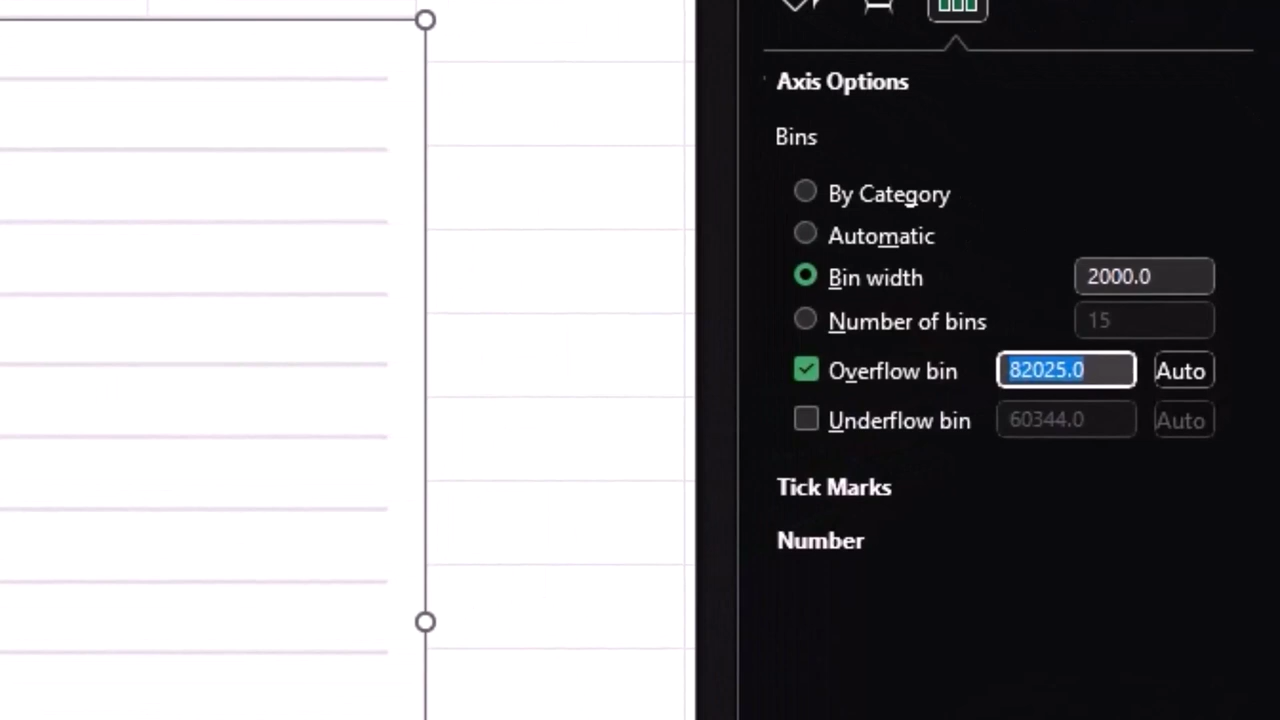 Axis Options
Bins
By Category
Automatic
Bin width 2000.0
Number of bins 15
Overflow bin 82025.0 Auto
Underflow bin 60344.0 Auto
Tick Marks
Number